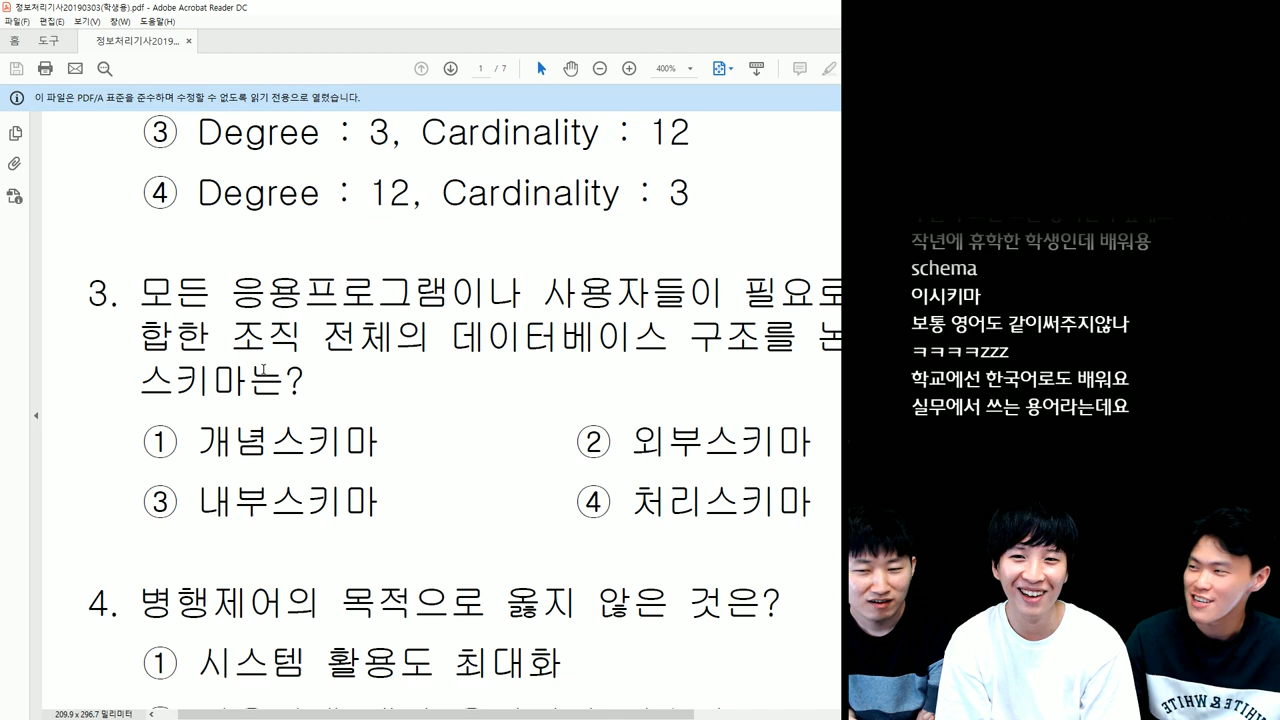 정보처리기사20190303(학생용).pdf - Adobe Acrobat Reader DC
파일(F) 편집(E) 보기(V) 창(W) 도움말(H)
홈 도구 정보처리기사2019... ×
1 / 7 400%
이 파일은 PDF/A 표준을 준수하며 수정할 수 없도록 읽기 전용으로 열렸습니다.
③ Degree : 3, Cardinality : 12
④ Degree : 12, Cardinality : 3
3. 모든 응용프로그램이나 사용자들이 필요로
합한 조직 전체의 데이터베이스 구조를 논
스키마는?
① 개념스키마 ② 외부스키마
③ 내부스키마 ④ 처리스키마
4. 병행제어의 목적으로 옳지 않은 것은?
① 시스템 활용도 최대화
209.9 x 296.7 밀리미터
작년에 휴학한 학생인데 배워용
schema
이시키마
보통 영어도 같이써주지않나
ㅋㅋㅋㅋzzz
학교에선 한국어로도 배워요
실무에서 쓰는 용어라는데요